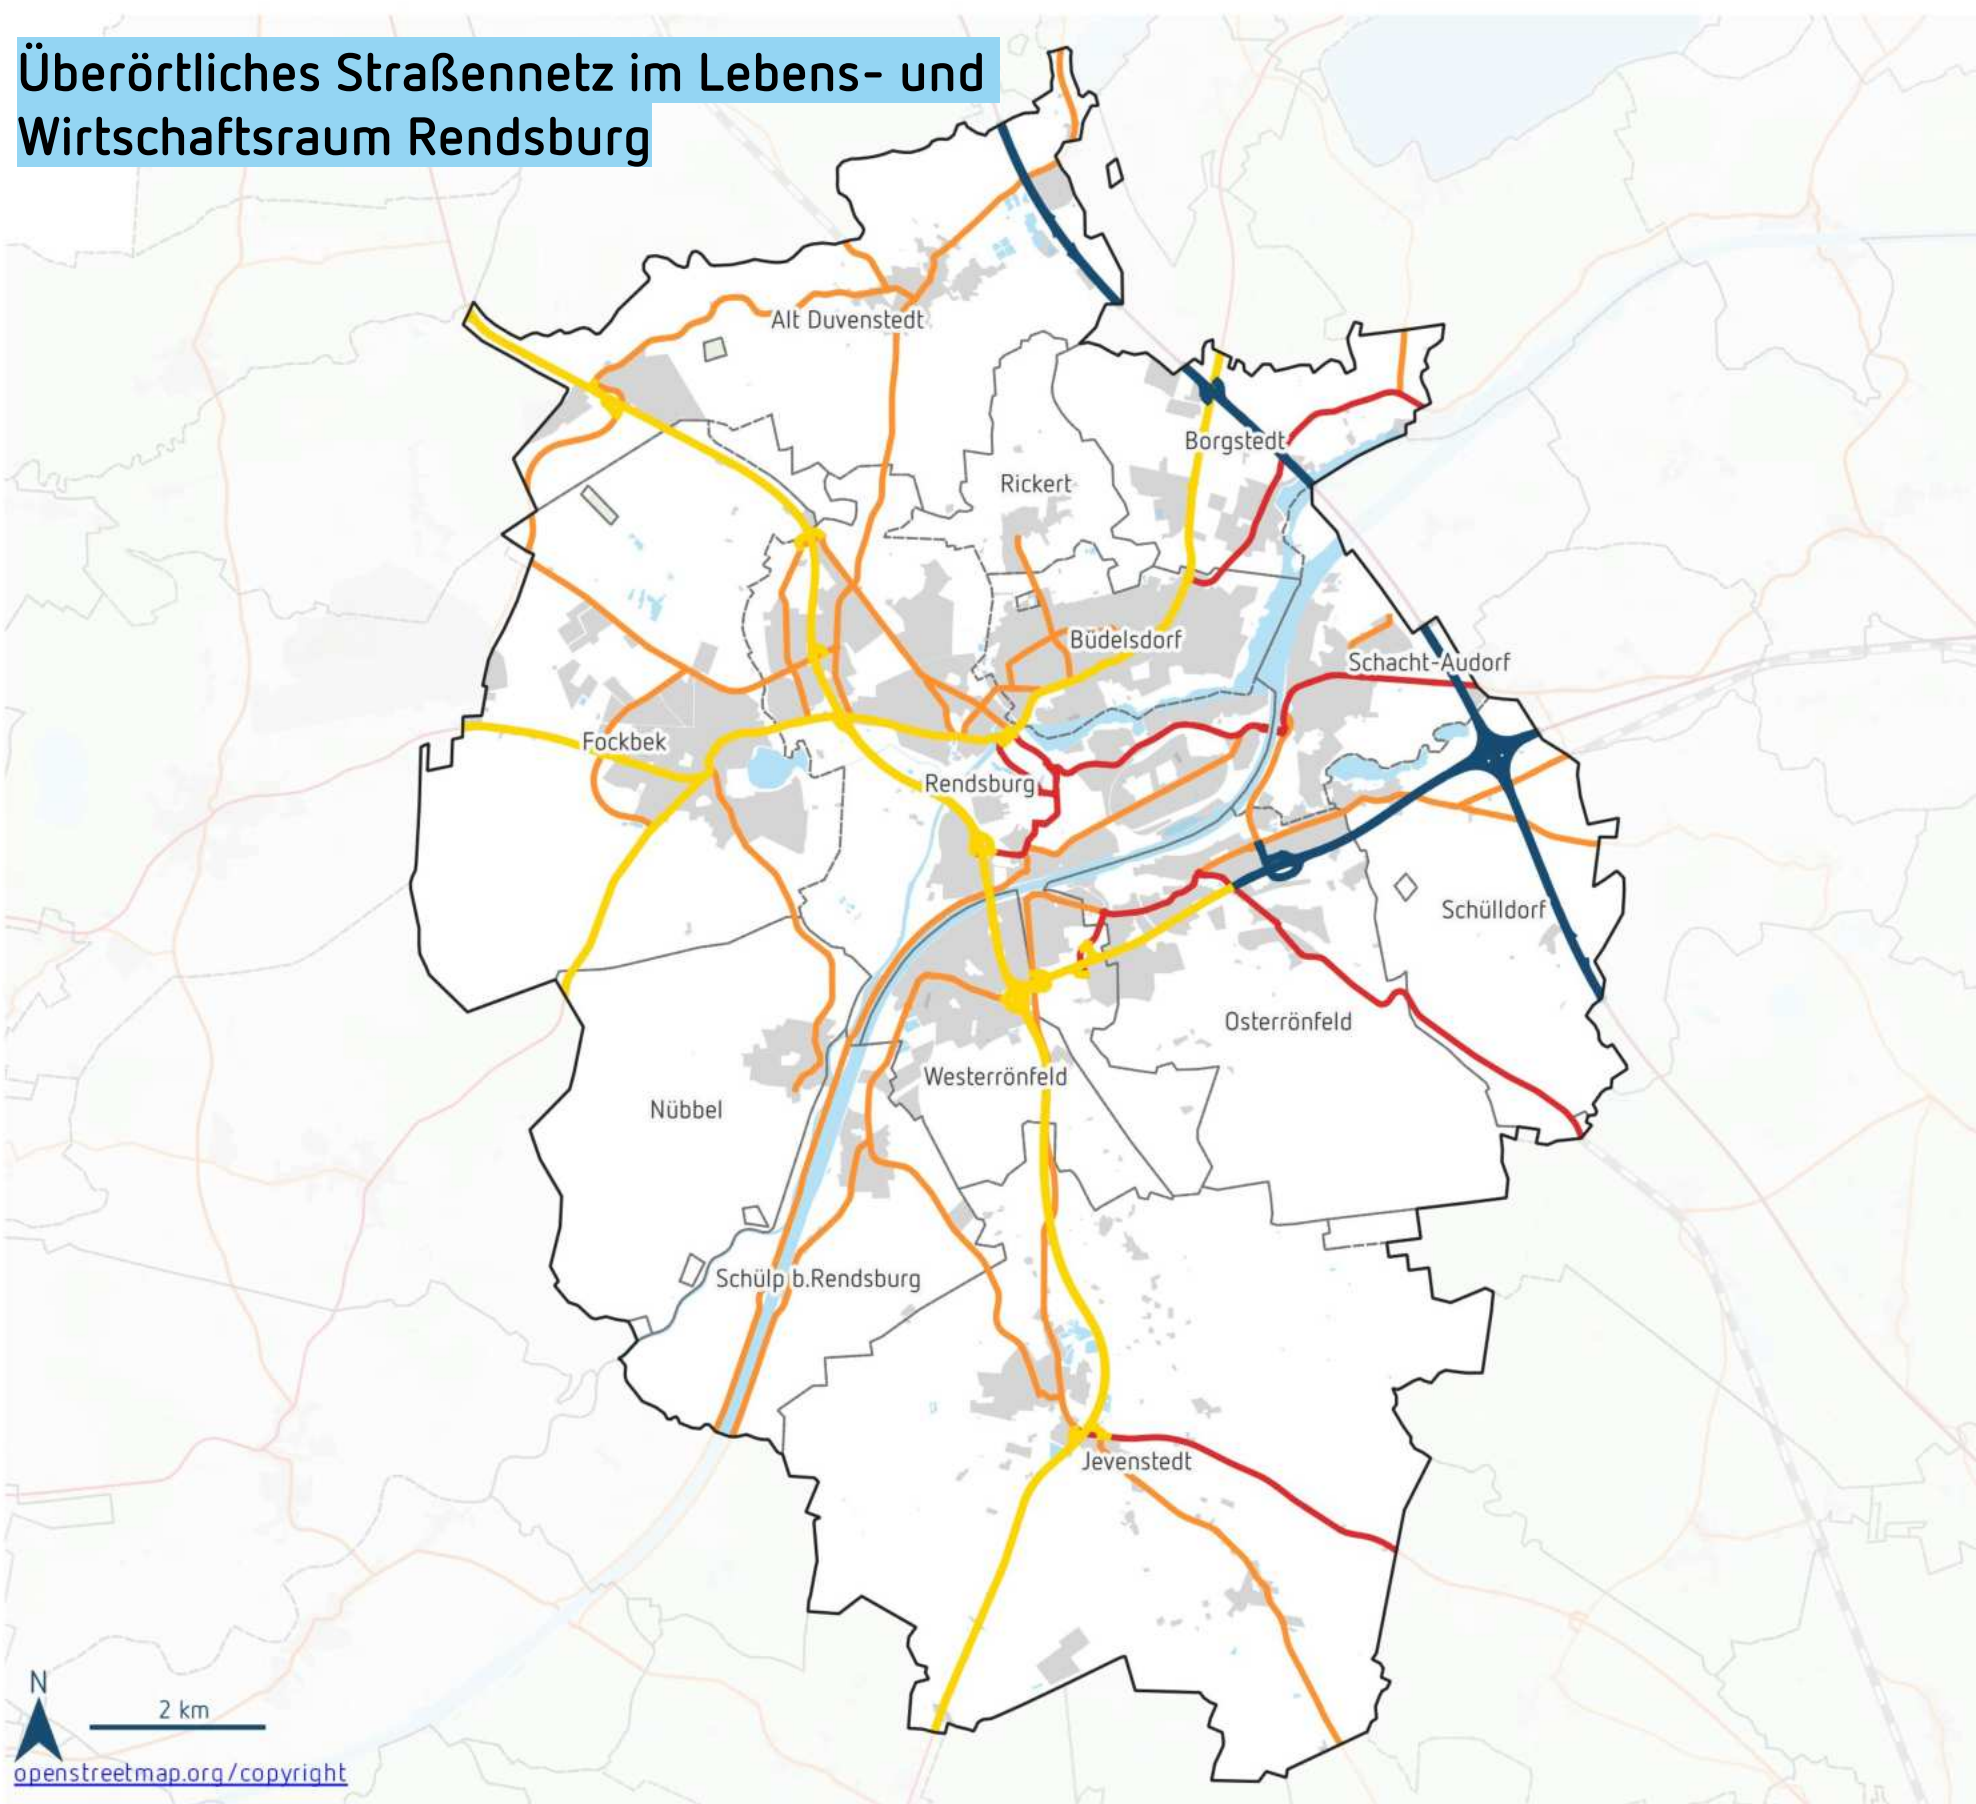 Überörtliches Straßennetz im Lebens- und
Wirtschaftsraum Rendsburg
Alt Duvenstedt
Borgstedt
Rickert
Büdelsdorf
Schacht-Audorf
Fockbek
Rendsburg
Schülldorf
Osterrönfeld
Westerrönfeld
Nübbel
Schülp b.Rendsburg
Jevenstedt
N
2 km
openstreetmap.org/copyright